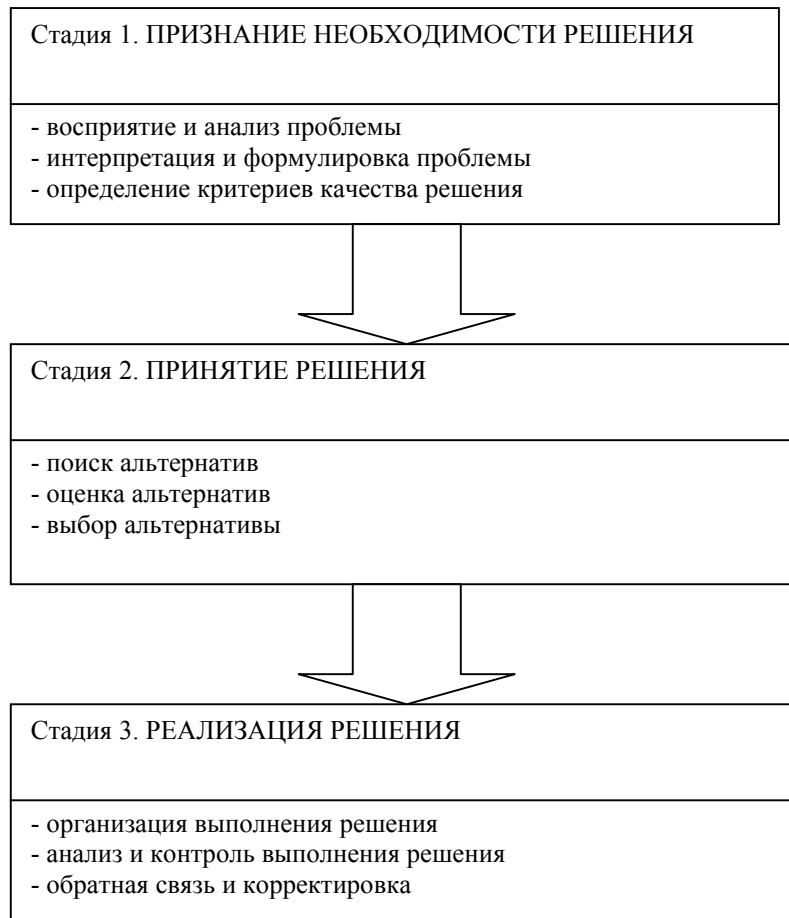 Стадия 1. ПРИЗНАНИЕ НЕОБХОДИМОСТИ РЕШЕНИЯ
- восприятие и анализ проблемы
- интерпретация и формулировка проблемы
- определение критериев качества решения
Стадия 2. ПРИНЯТИЕ РЕШЕНИЯ
- поиск альтернатив
- оценка альтернатив
- выбор альтернативы
Стадия 3. РЕАЛИЗАЦИЯ РЕШЕНИЯ
- организация выполнения решения
- анализ и контроль выполнения решения
- обратная связь и корректировка